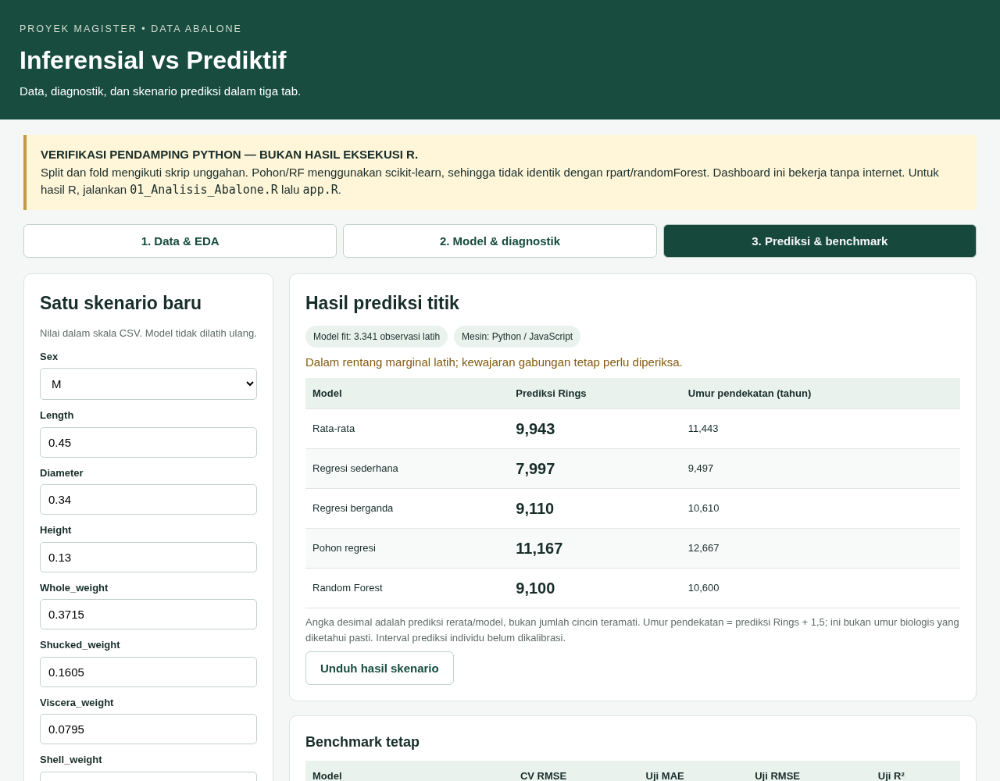 PROYEK MAGISTER • DATA ABALONE
Inferensial vs Prediktif
Data, diagnostik, dan skenario prediksi dalam tiga tab.
VERIFIKASI PENDAMPING PYTHON — BUKAN HASIL EKSEKUSI R.
Split dan fold mengikuti skrip unggahan. Pohon/RF menggunakan scikit-learn, sehingga tidak identik dengan rpart/randomForest. Dashboard ini bekerja tanpa internet. Untuk
hasil R, jalankan 01_Analisis_Abalone.R lalu app.R.
1. Data & EDA
2. Model & diagnostik
3. Prediksi & benchmark
Satu skenario baru
Nilai dalam skala CSV. Model tidak dilatih ulang.
Sex
M
Length
0.45
Diameter
0.34
Height
0.13
Whole_weight
0.3715
Shucked_weight
0.1605
Viscera_weight
0.0795
Shell_weight
Hasil prediksi titik
Model fit: 3.341 observasi latih
Mesin: Python / JavaScript
Dalam rentang marginal latih; kewajaran gabungan tetap perlu diperiksa.
Model Prediksi Rings Umur pendekatan (tahun)
Rata-rata 9,943 11,443
Regresi sederhana 7,997 9,497
Regresi berganda 9,110 10,610
Pohon regresi 11,167 12,667
Random Forest 9,100 10,600
Angka desimal adalah prediksi rerata/model, bukan jumlah cincin teramati. Umur pendekatan = prediksi Rings + 1,5; ini bukan umur biologis yang
diketahui pasti. Interval prediksi individu belum dikalibrasi.
Unduh hasil skenario
Benchmark tetap
Model CV RMSE Uji MAE Uji RMSE Uji R²